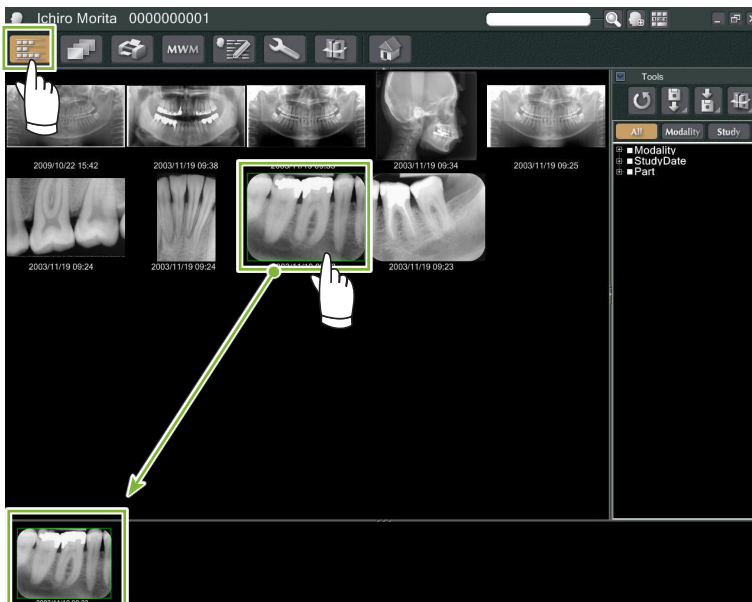 Ichiro Morita 0000000001
MWM
Tools
All Modality Study
Modality
StudyDate
Part
2009/10/22 15:42
2003/11/19 09:38
2003/11/19 09:34
2003/11/19 09:25
2003/11/19 09:24
2003/11/19 09:24
2003/11/19 09:23